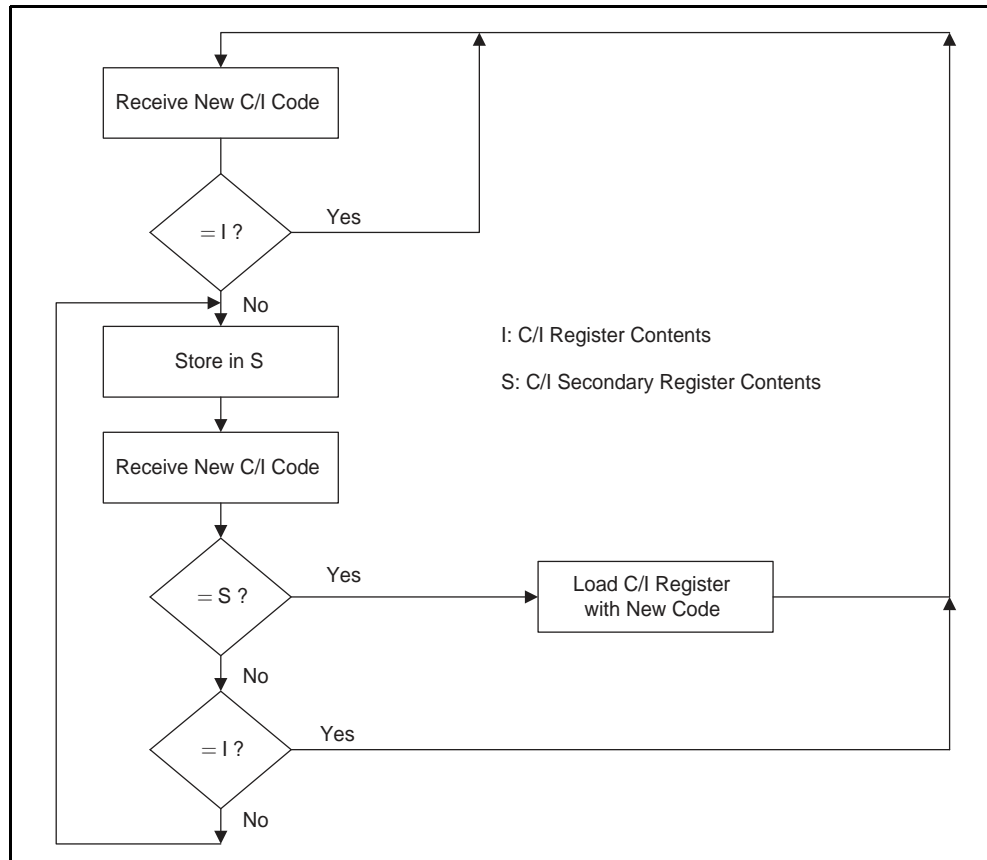 Receive New C/I Code
= I ?
Yes
No
Store in S
I: C/I Register Contents
S: C/I Secondary Register Contents
Receive New C/I Code
= S ?
Yes
Load C/I Register
with New Code
No
= I ?
Yes
No